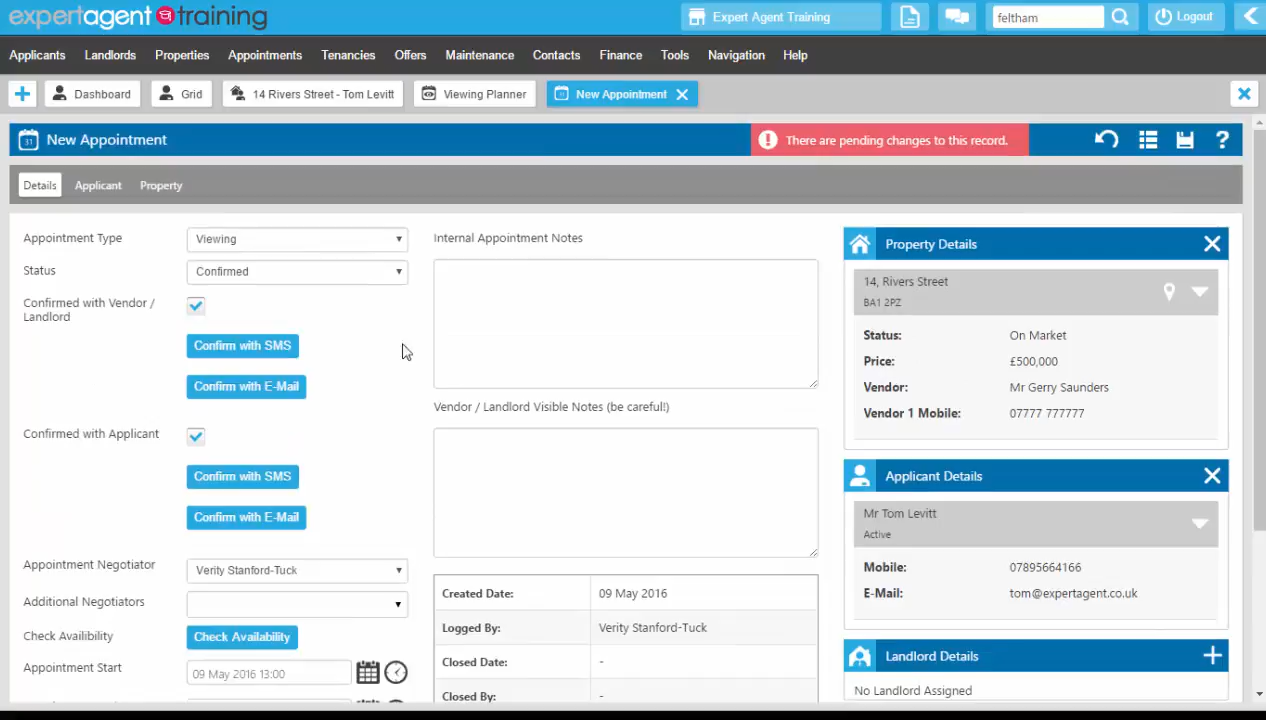 expertagent training
Expert Agent Training
feltham
Logout
Applicants Landlords Properties Appointments Tenancies Offers Maintenance Contacts Finance Tools Navigation Help
Dashboard Grid 14 Rivers Street - Tom Levitt Viewing Planner New Appointment
31 New Appointment
There are pending changes to this record.
Details Applicant Property
Appointment Type
Viewing
Status
Confirmed
Confirmed with Vendor /
Landlord
Confirm with SMS
Confirm with E-Mail
Confirmed with Applicant
Confirm with SMS
Confirm with E-Mail
Appointment Negotiator
Verity Stanford-Tuck
Additional Negotiators
Check Availibility
Check Availability
Appointment Start
09 May 2016 13:00
Internal Appointment Notes
Vendor / Landlord Visible Notes (be careful!)
Created Date: 09 May 2016
Logged By: Verity Stanford-Tuck
Closed Date: -
Closed By: -
Property Details
14, Rivers Street
BA1 2PZ
Status: On Market
Price: £500,000
Vendor: Mr Gerry Saunders
Vendor 1 Mobile: 07777 777777
Applicant Details
Mr Tom Levitt
Active
Mobile: 07895664166
E-Mail: tom@expertagent.co.uk
Landlord Details
No Landlord Assigned